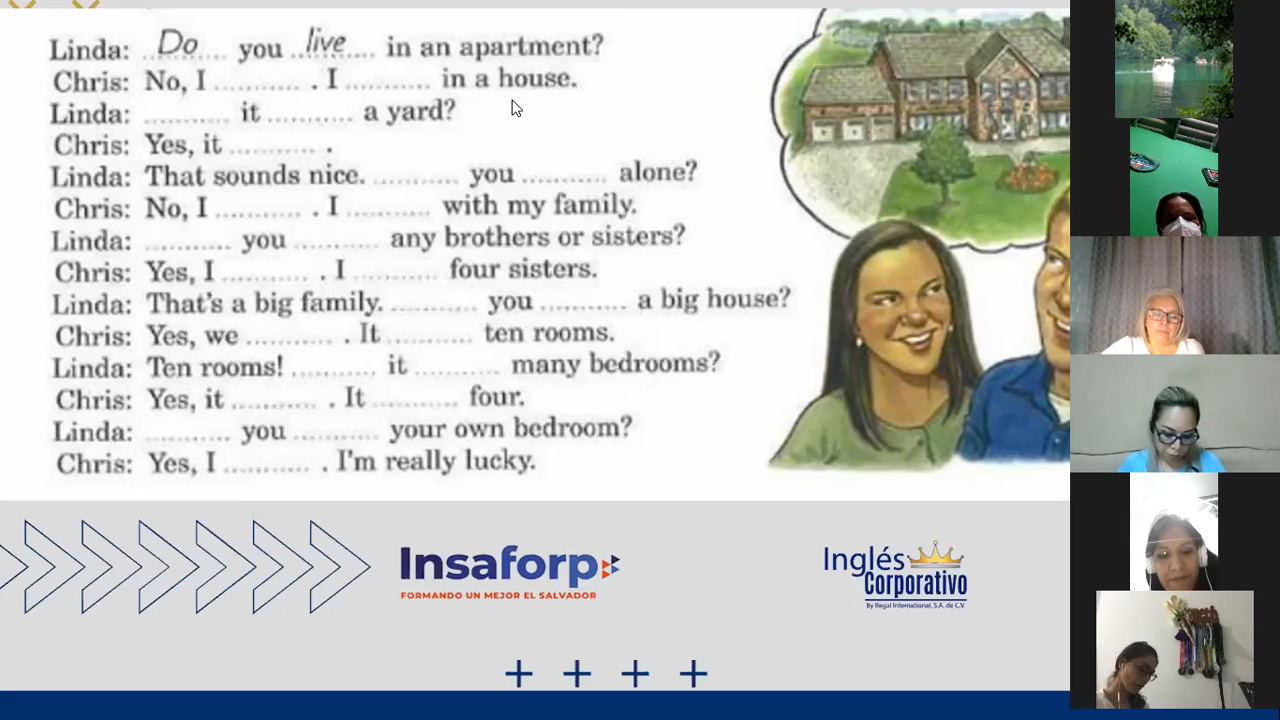 Linda: Do you live in an apartment?
Chris: No, I ........... . I ........... in a house.
Linda: ........... it ........... a yard?
Chris: Yes, it ........... .
Linda: That sounds nice. ........... you ........... alone?
Chris: No, I ........... . I ........... with my family.
Linda: ........... you ........... any brothers or sisters?
Chris: Yes, I ........... . I ........... four sisters.
Linda: That's a big family. ........... you ........... a big house?
Chris: Yes, we ........... . It ........... ten rooms.
Linda: Ten rooms! ........... it ........... many bedrooms?
Chris: Yes, it ........... . It ........... four.
Linda: ........... you ........... your own bedroom?
Chris: Yes, I ........... . I'm really lucky.
Insaforp
FORMANDO UN MEJOR EL SALVADOR
Inglés
Corporativo
By Regal International, S.A. de C.V.